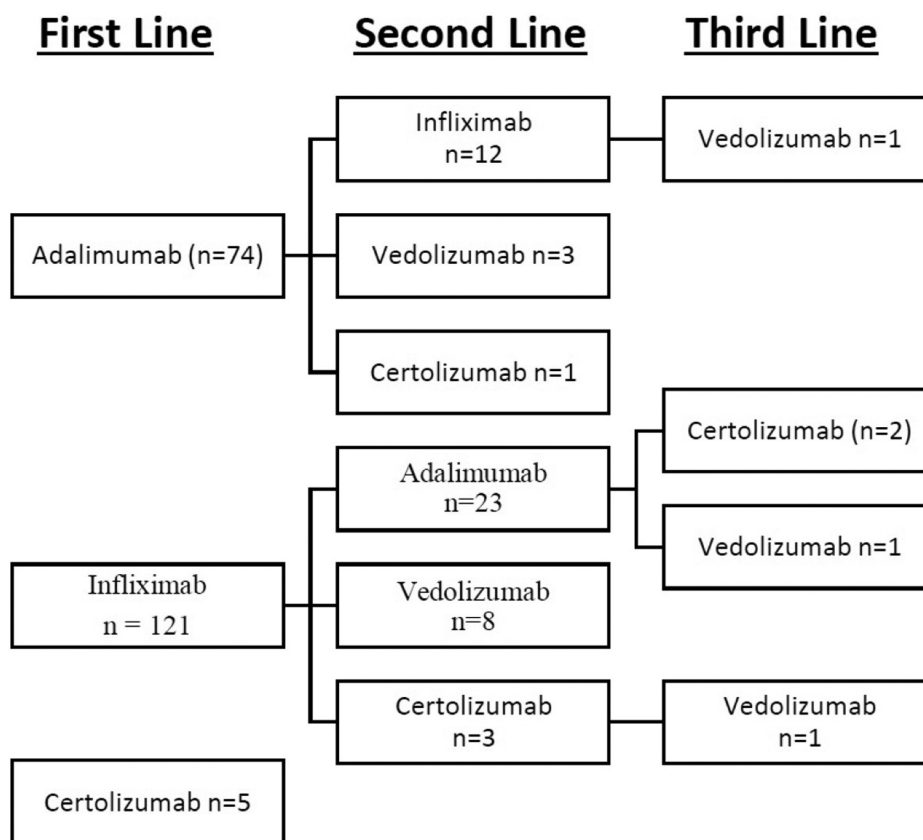 First Line
Second Line
Third Line
Adalimumab (n=74)
Infliximab
n=12
Vedolizumab n=1
Vedolizumab n=3
Certolizumab n=1
Infliximab
n = 121
Adalimumab
n=23
Certolizumab (n=2)
Vedolizumab n=1
Vedolizumab
n=8
Certolizumab
n=3
Vedolizumab
n=1
Certolizumab n=5